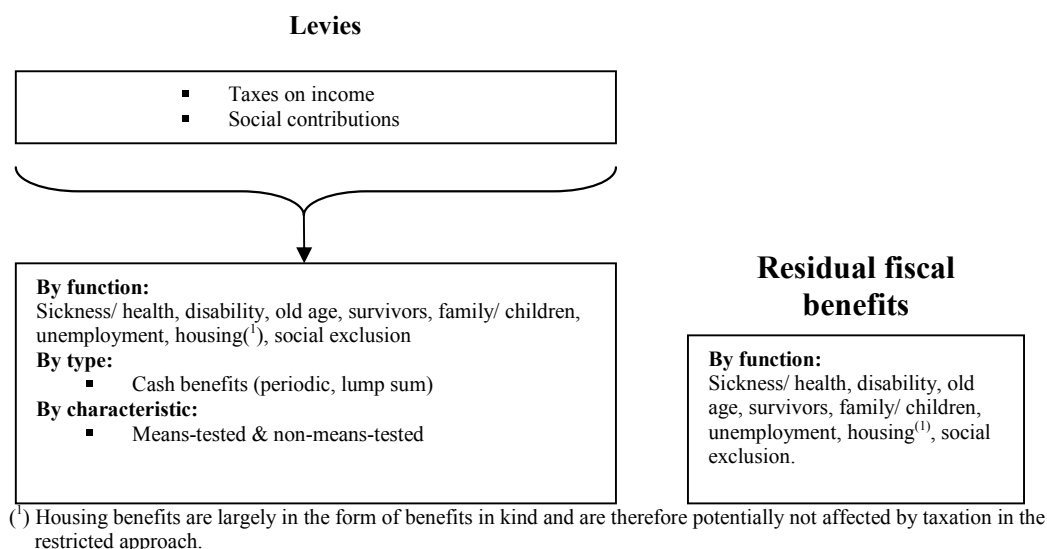 Levies
▪ Taxes on income
▪ Social contributions
By function:
Sickness/ health, disability, old age, survivors, family/ children,
unemployment, housing(¹), social exclusion
By type:
▪ Cash benefits (periodic, lump sum)
By characteristic:
▪ Means-tested & non-means-tested
Residual fiscal
benefits
By function:
Sickness/ health, disability, old
age, survivors, family/ children,
unemployment, housing⁽¹⁾, social
exclusion.
(¹) Housing benefits are largely in the form of benefits in kind and are therefore potentially not affected by taxation in the
restricted approach.